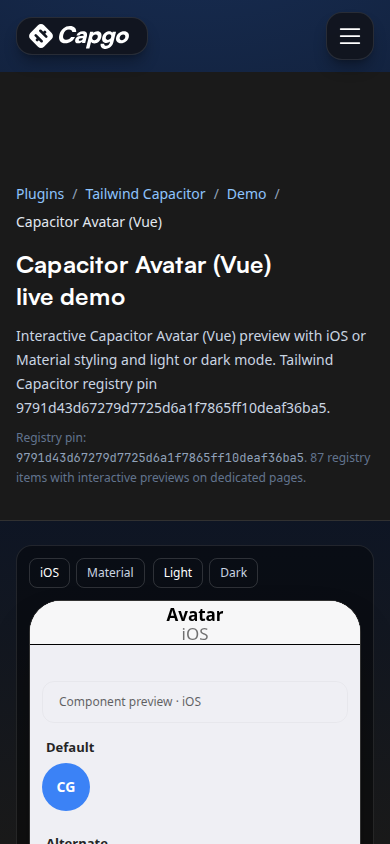 Capgo
Plugins / Tailwind Capacitor / Demo /
Capacitor Avatar (Vue)
Capacitor Avatar (Vue)
live demo
Interactive Capacitor Avatar (Vue) preview with iOS or
Material styling and light or dark mode. Tailwind
Capacitor registry pin
9791d43d67279d7725d6a1f7865ff10deaf36ba5.
Registry pin:
9791d43d67279d7725d6a1f7865ff10deaf36ba5. 87 registry
items with interactive previews on dedicated pages.
iOS Material Light Dark
Avatar
iOS
Component preview · iOS
Default
CG
Alternate